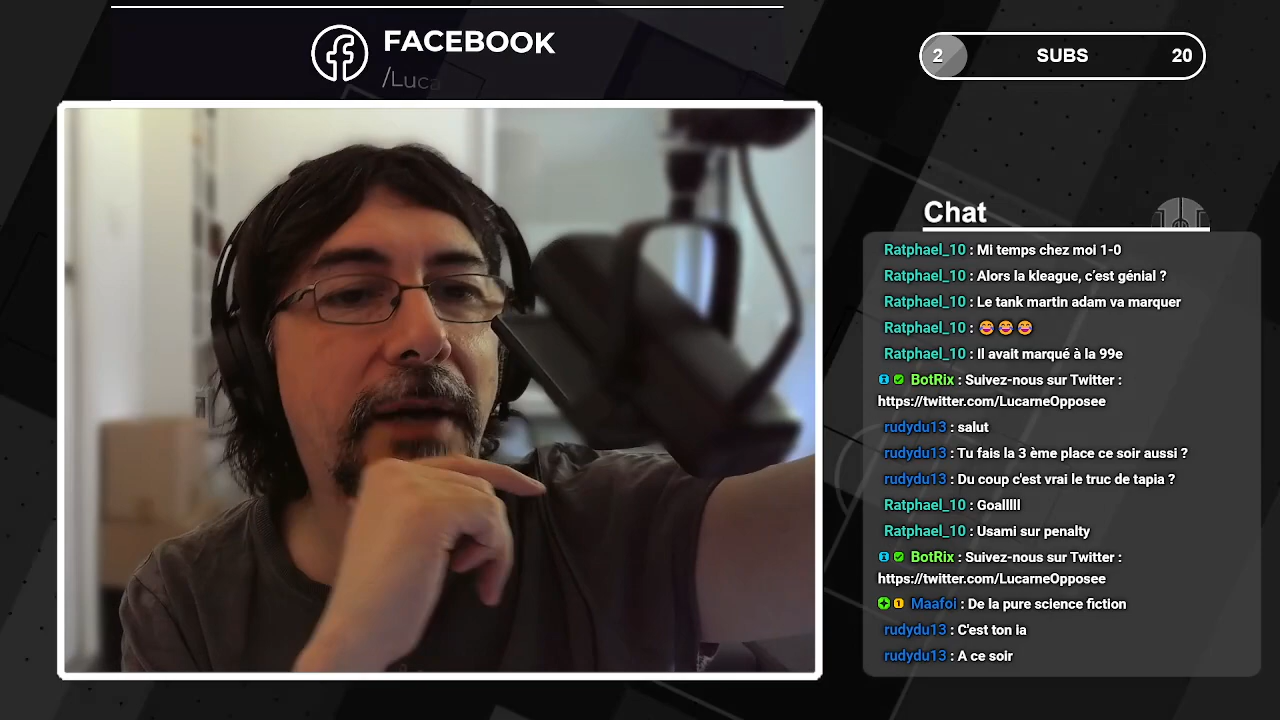 FACEBOOK
/Luca
2 SUBS 20
Chat
Ratphael_10 : Mi temps chez moi 1-0
Ratphael_10 : Alors la kleague, c'est génial ?
Ratphael_10 : Le tank martin adam va marquer
Ratphael_10 : 😂 😂 😂
Ratphael_10 : Il avait marqué à la 99e
BotRix : Suivez-nous sur Twitter :
https://twitter.com/LucarneOpposee
rudydu13 : salut
rudydu13 : Tu fais la 3 ème place ce soir aussi ?
rudydu13 : Du coup c'est vrai le truc de tapia ?
Ratphael_10 : Goalllll
Ratphael_10 : Usami sur penalty
BotRix : Suivez-nous sur Twitter :
https://twitter.com/LucarneOpposee
1 Maafoi : De la pure science fiction
rudydu13 : C'est ton ia
rudydu13 : A ce soir